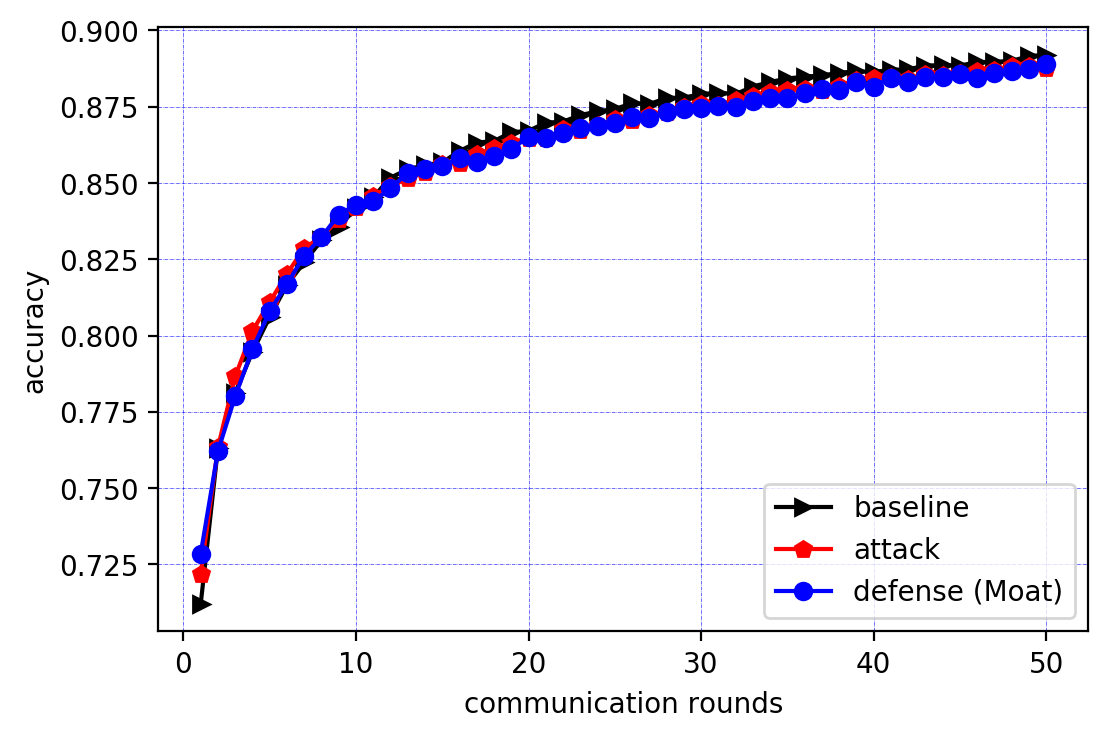 0.900
0.875
0.850
0.825
0.800
0.775
0.750
0.725
accuracy
baseline
attack
defense (Moat)
0 10 20 30 40 50
communication rounds